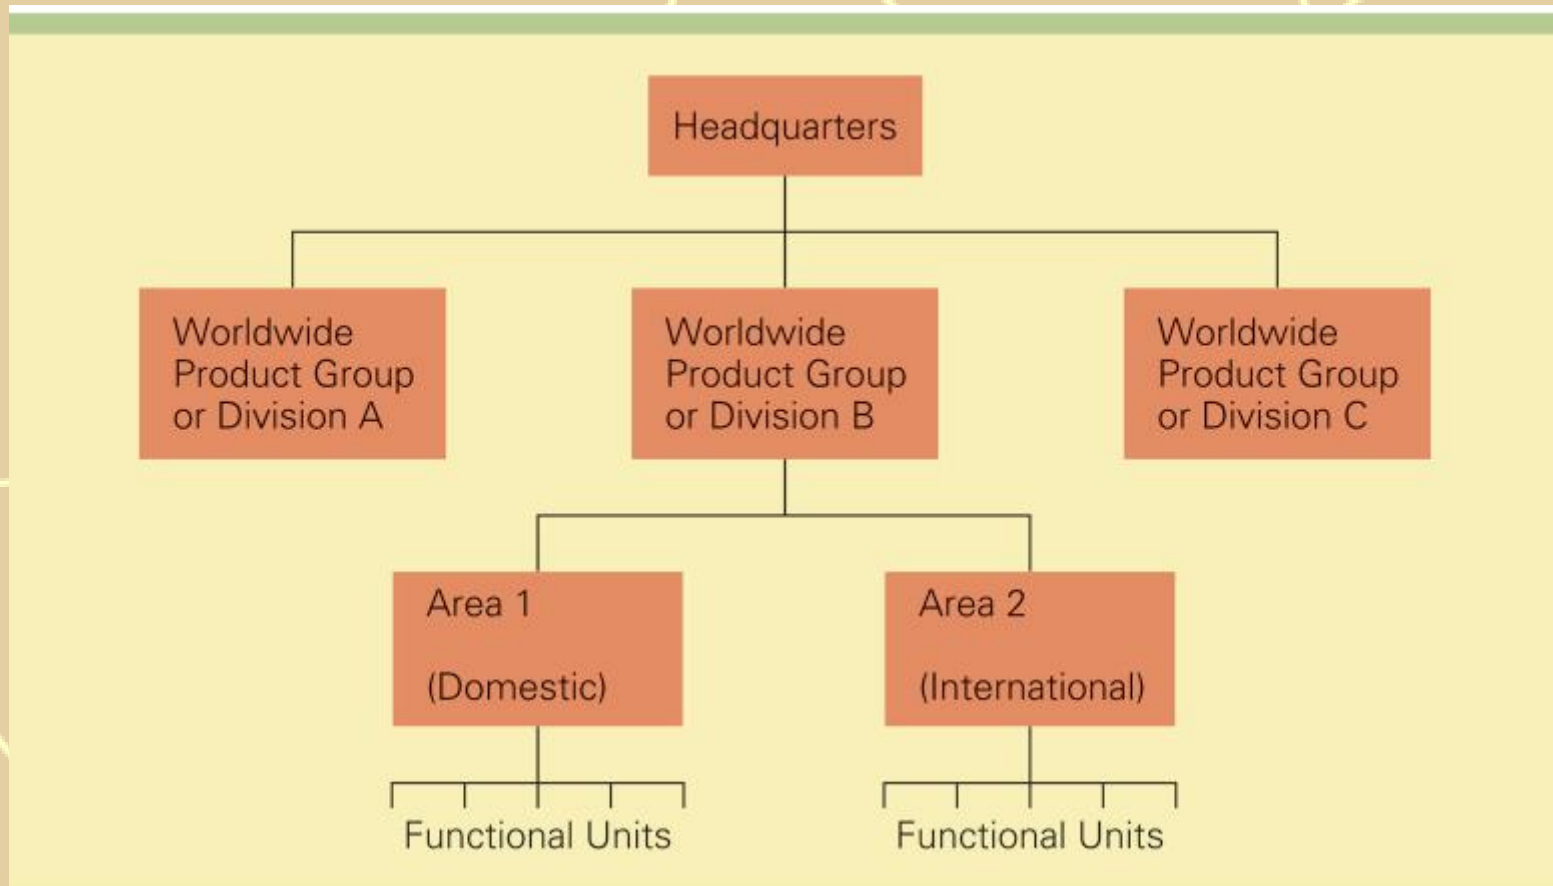 Headquarters
Worldwide
Product Group
or Division A
Worldwide
Product Group
or Division B
Worldwide
Product Group
or Division C
Area 1
(Domestic)
Area 2
(International)
Functional Units
Functional Units